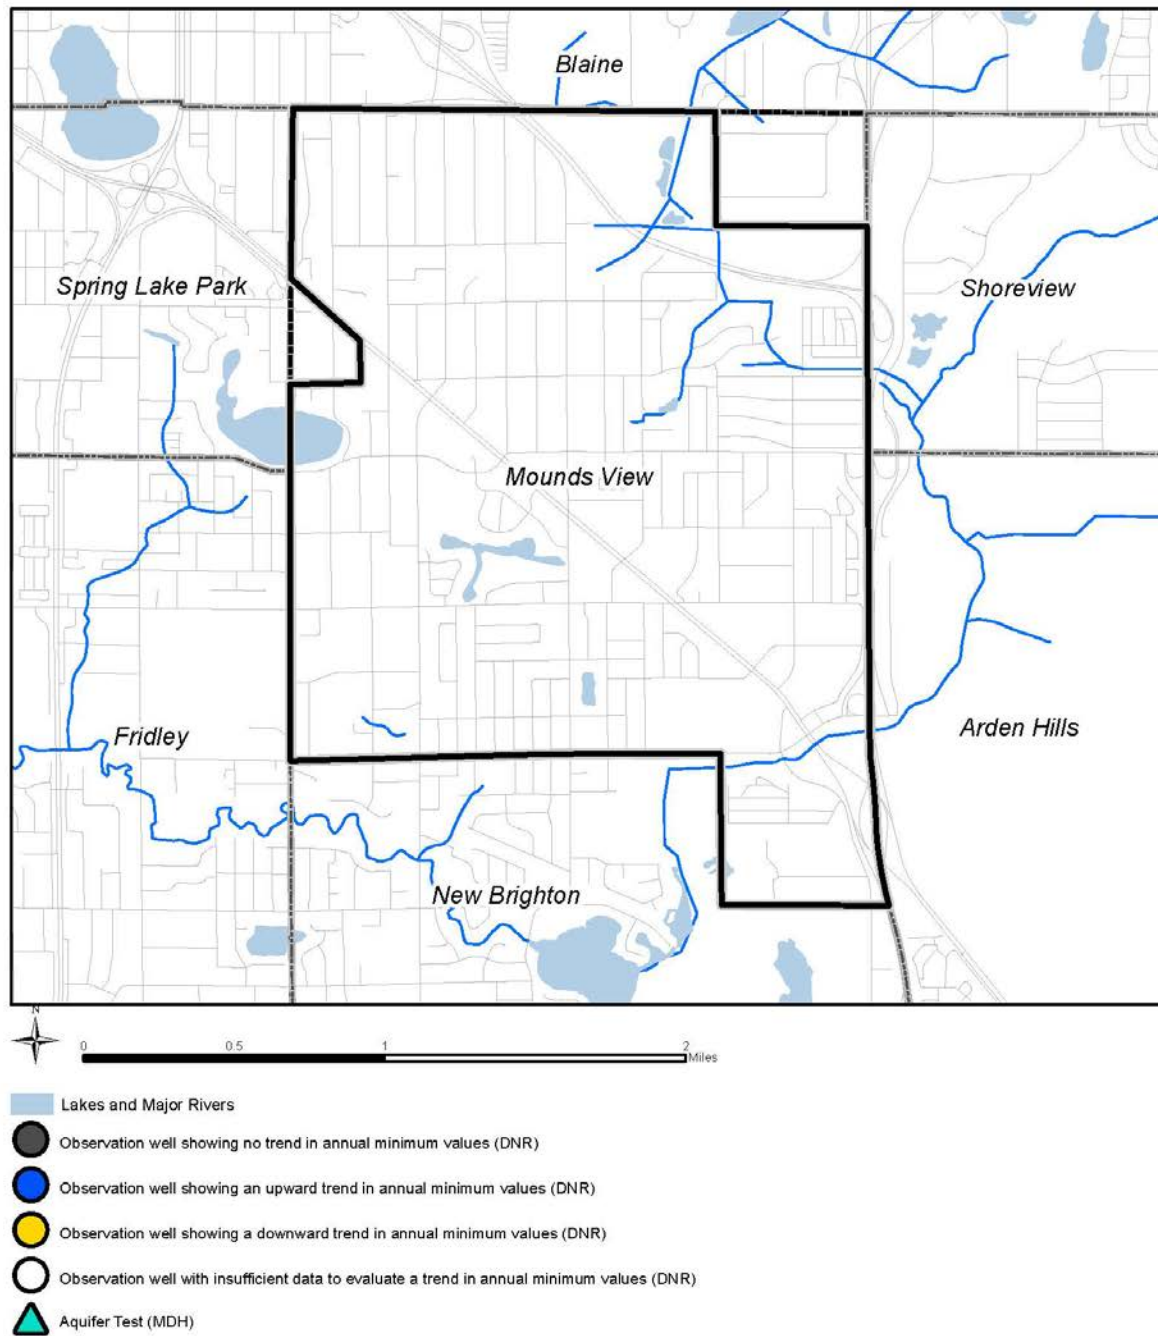 Blaine
Spring Lake Park
Shoreview
Mounds View
Fridley
Arden Hills
New Brighton
N
0 0.5 1 2
Miles
Lakes and Major Rivers
Observation well showing no trend in annual minimum values (DNR)
Observation well showing an upward trend in annual minimum values (DNR)
Observation well showing a downward trend in annual minimum values (DNR)
Observation well with insufficient data to evaluate a trend in annual minimum values (DNR)
Aquifer Test (MDH)